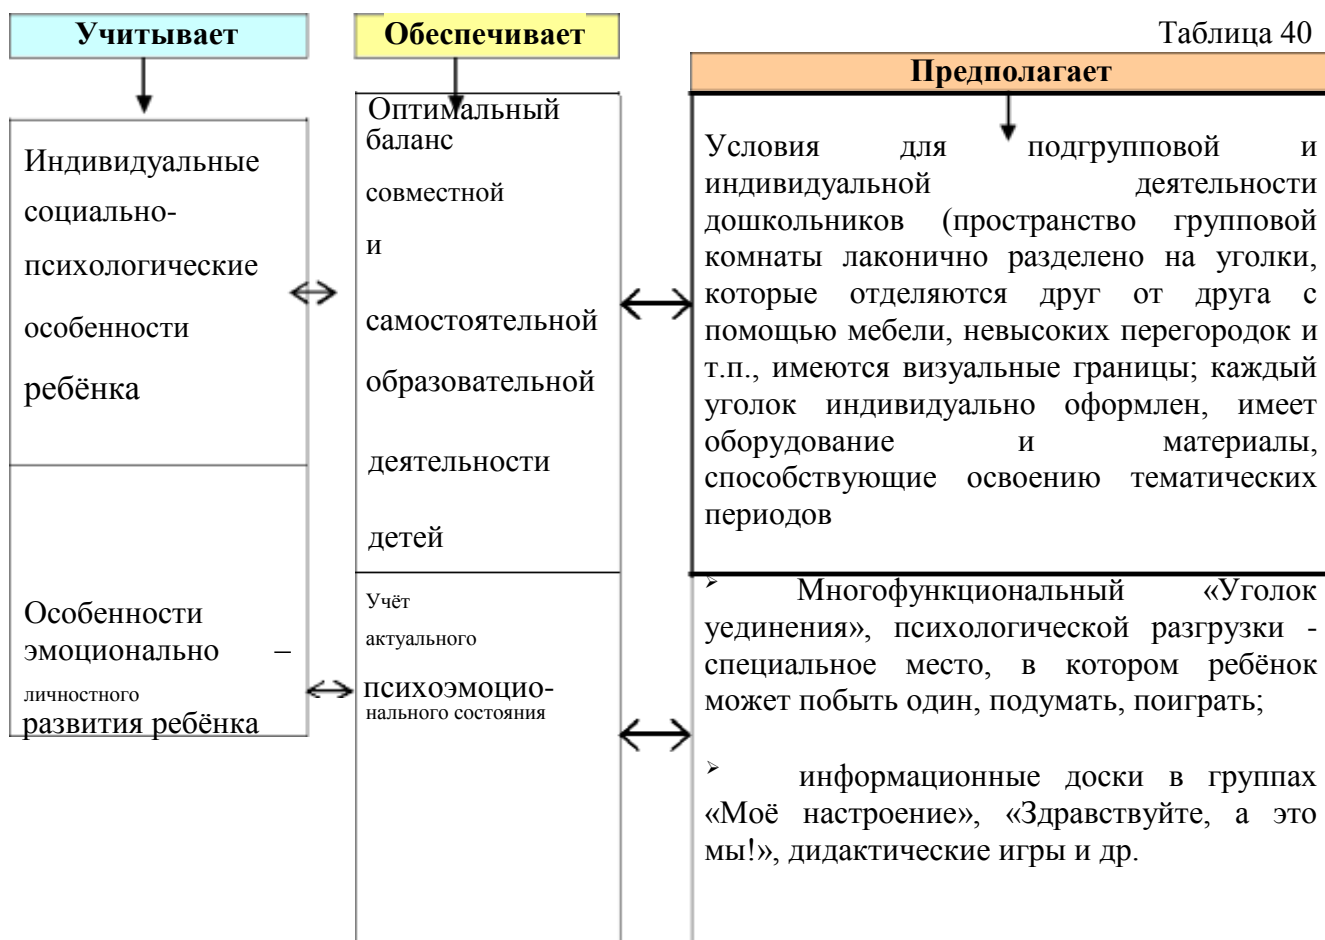 Учитывает
Обеспечивает
Таблица 40
Предполагает
Индивидуальные
социально-
психологические
особенности
ребёнка
Оптимальный
баланс
совместной
и
самостоятельной
образовательной
деятельности
детей
Условия для подгрупповой и
индивидуальной деятельности
дошкольников (пространство групповой
комнаты лаконично разделено на уголки,
которые отделяются друг от друга с
помощью мебели, невысоких перегородок и
т.п., имеются визуальные границы; каждый
уголок индивидуально оформлен, имеет
оборудование и материалы,
способствующие освоению тематических
периодов
Особенности
эмоционально –
личностного
развития ребёнка
Учёт
актуального
психоэмоцио-
нального состояния
➢ Многофункциональный «Уголок
уединения», психологической разгрузки -
специальное место, в котором ребёнок
может побыть один, подумать, поиграть;
➢ информационные доски в группах
«Моё настроение», «Здравствуйте, а это
мы!», дидактические игры и др.